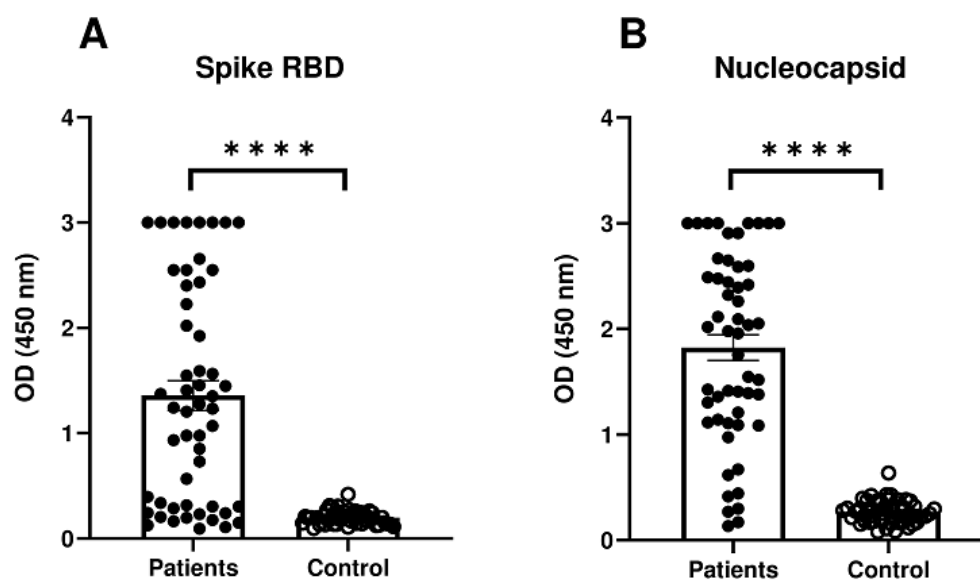 A
Spike RBD
OD (450 nm)
4
3
2
1
0
****
Patients
Control
B
Nucleocapsid
OD (450 nm)
4
3
2
1
0
****
Patients
Control